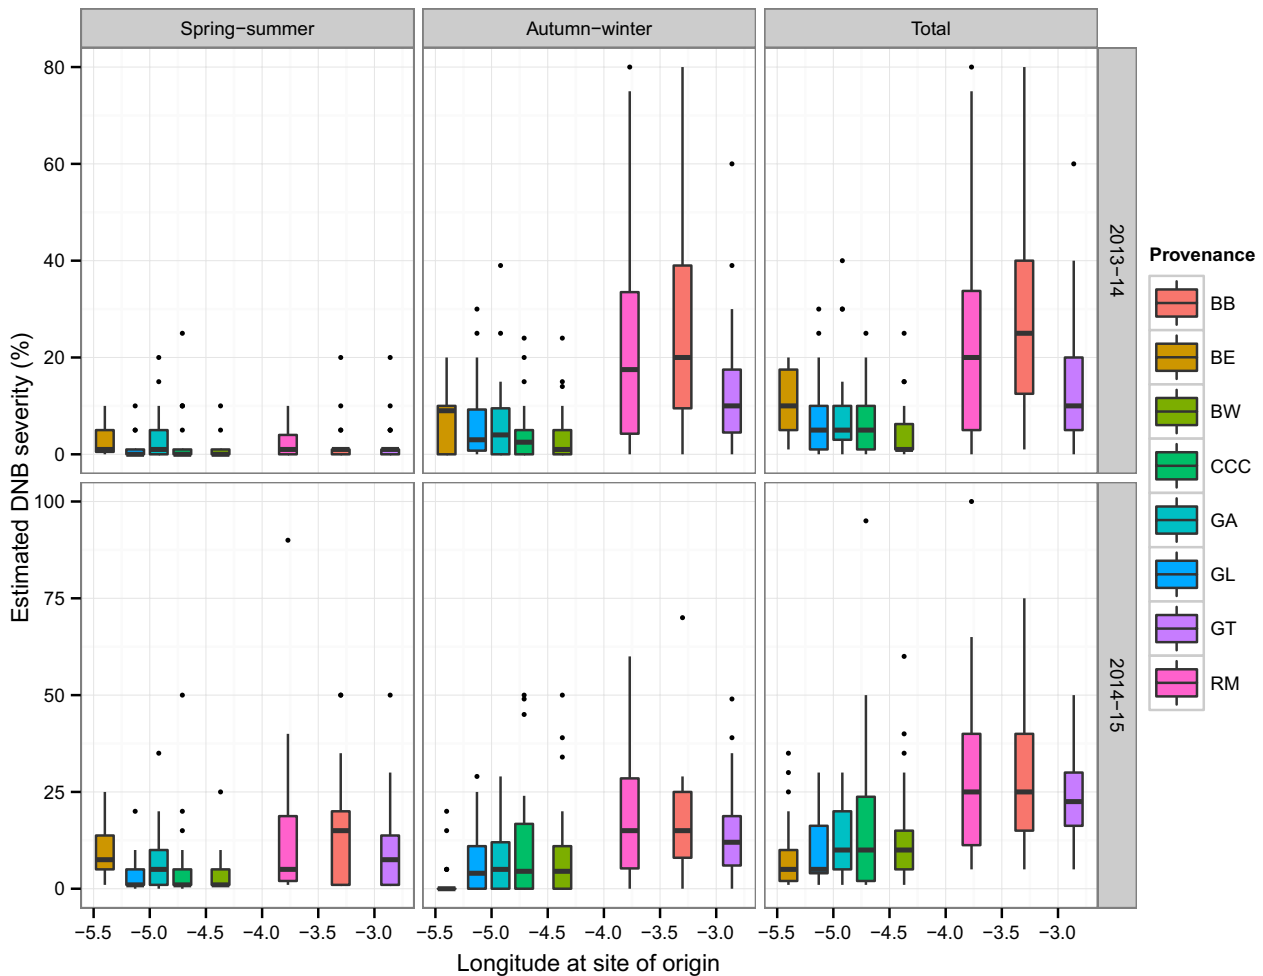 Spring−summer
Autumn−winter
Total
80
60
40
20
0
2013−14
100
75
50
25
0
2014−15
Estimated DNB severity (%)
−5.5 −5.0 −4.5 −4.0 −3.5 −3.0
−5.5 −5.0 −4.5 −4.0 −3.5 −3.0
−5.5 −5.0 −4.5 −4.0 −3.5 −3.0
Longitude at site of origin
Provenance
BB
BE
BW
CCC
GA
GL
GT
RM